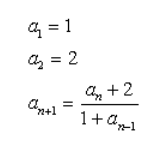 a₁ = 1
a₂ = 2
aₙ₊₁ = (aₙ + 2) / (1 + aₙ₋₁)